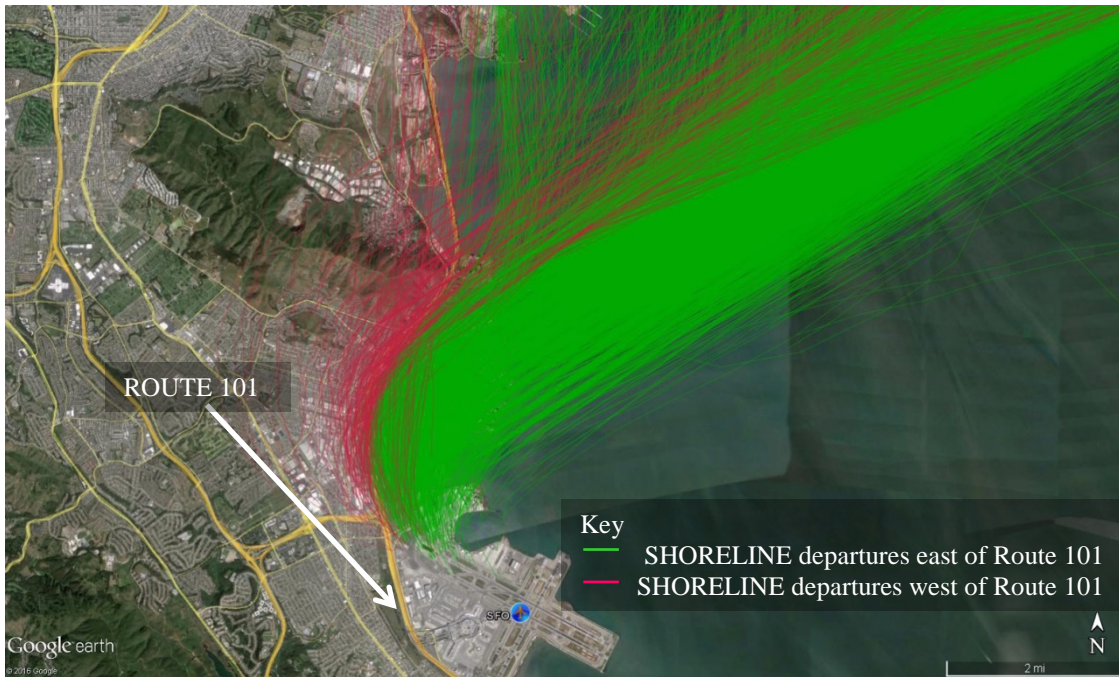 ROUTE 101
Key
SHORELINE departures east of Route 101
SHORELINE departures west of Route 101
SFO
N
2 mi
Google earth
© 2016 Google